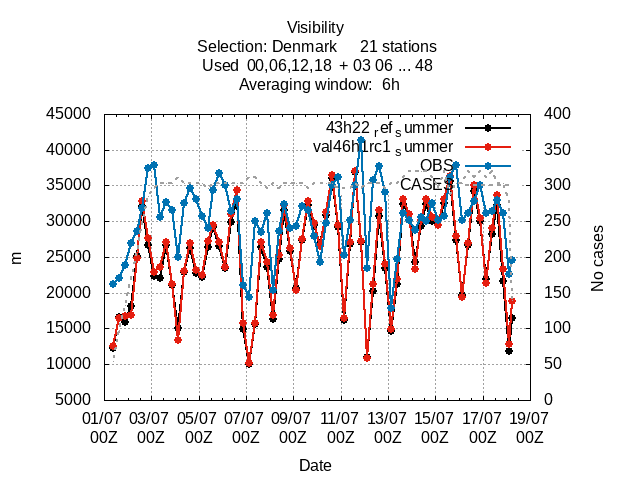 Visibility
Selection: Denmark 21 stations
Used 00,06,12,18 + 03 06 ... 48
Averaging window: 6h
45000 400
40000 350
35000 300
30000 250
25000 200
20000 150
15000 100
10000 50
5000 0
43h22_ref_summer
val46h1rc1_summer
OBS
CASES
m
No cases
01/07 03/07 05/07 07/07 09/07 11/07 13/07 15/07 17/07 19/07
00Z 00Z 00Z 00Z 00Z 00Z 00Z 00Z 00Z 00Z
Date